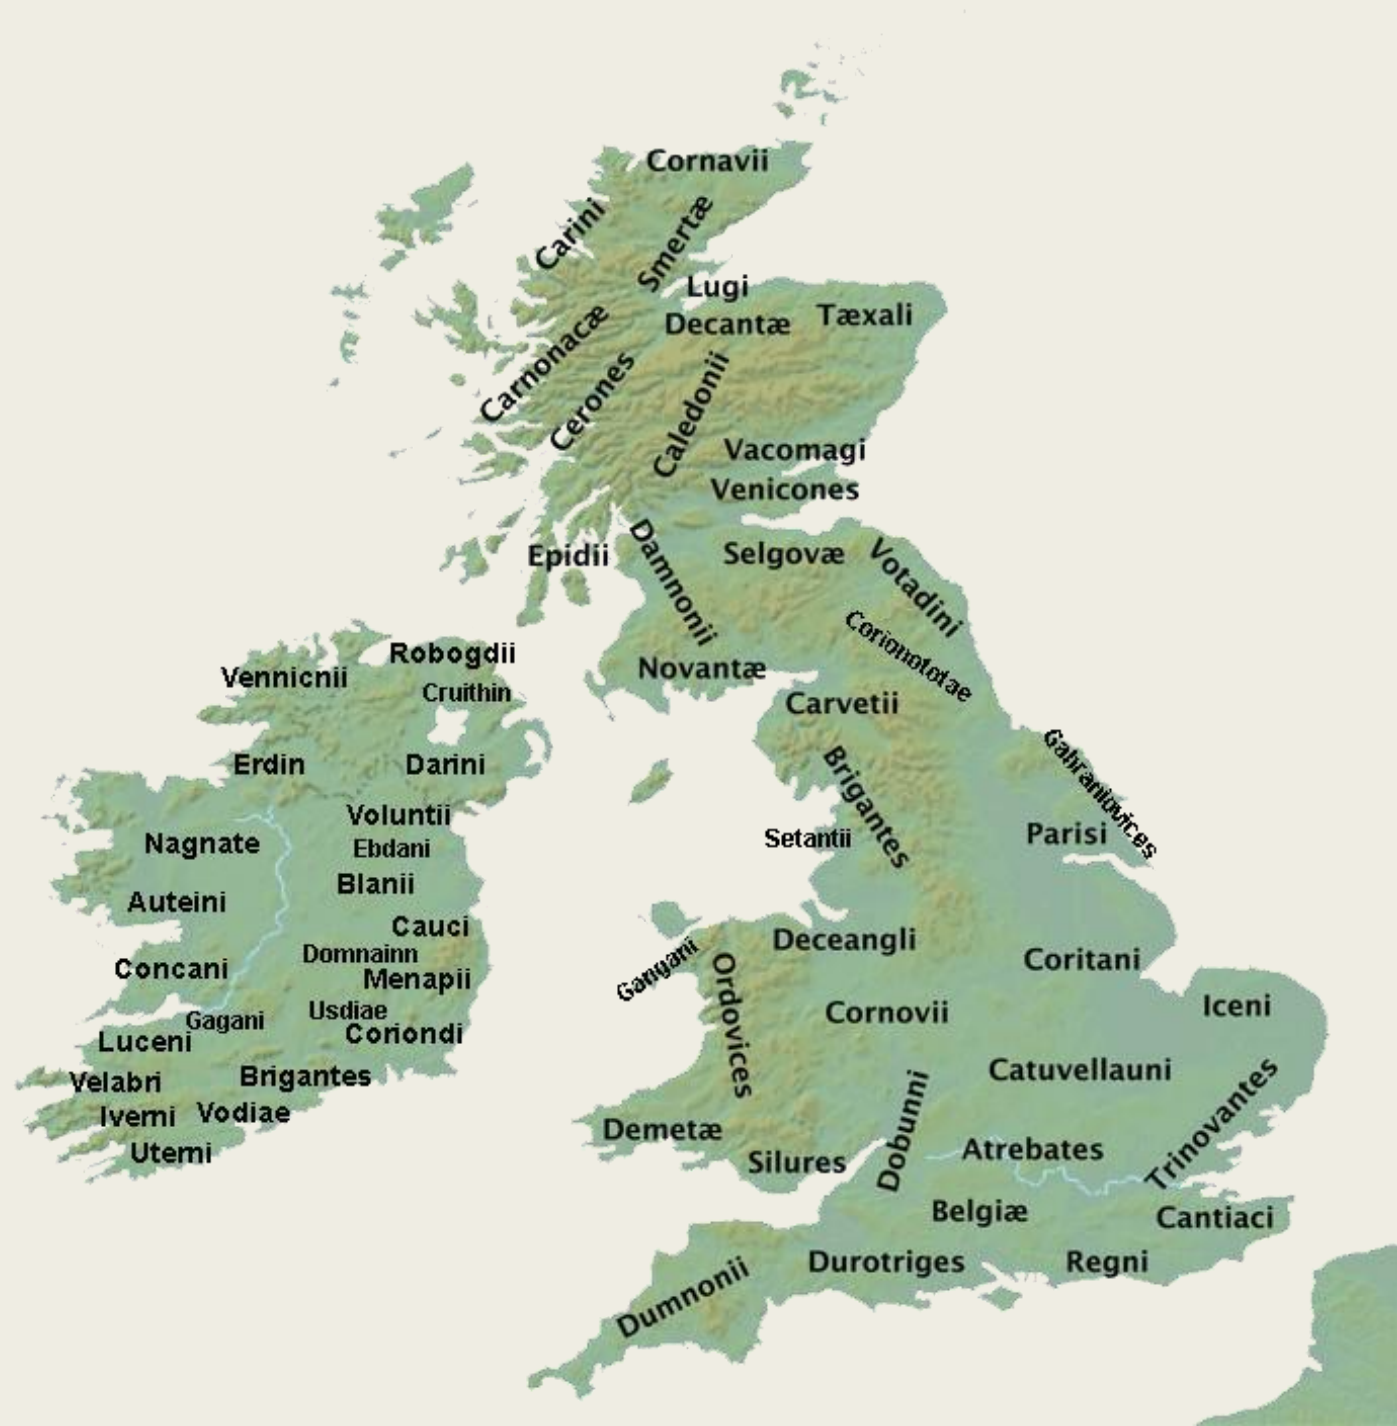 Cornavii
Carini
Smertæ
Lugi
Decantæ
Tæxali
Carnonacæ
Cerones
Caledonii
Vacomagi
Venicones
Epidii
Damnonii
Selgovæ
Votadini
Corionototae
Novantæ
Carvetii
Brigantes
Setantii
Gahraniovices
Parisi
Robogdii
Vennicnii
Cruithin
Erdin
Darini
Voluntii
Nagnate
Ebdani
Blanii
Auteini
Cauci
Domnainn
Concani
Menapii
Usdiae
Gagani
Coriondi
Luceni
Velabri
Brigantes
Iverni
Vodiae
Uterni
Gangani
Deceangli
Ordovices
Coritani
Cornovii
Iceni
Catuvellauni
Trinovantes
Dobunni
Demetæ
Silures
Atrebates
Belgiæ
Cantiaci
Durotriges
Regni
Dumnonii